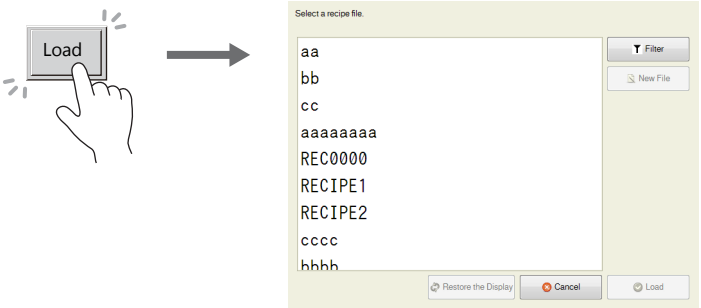 Load
Select a recipe file.
aa
bb
cc
aaaaaaaa
REC0000
RECIPE1
RECIPE2
cccc
bbbb
Filter
New File
Restore the Display
Cancel
Load